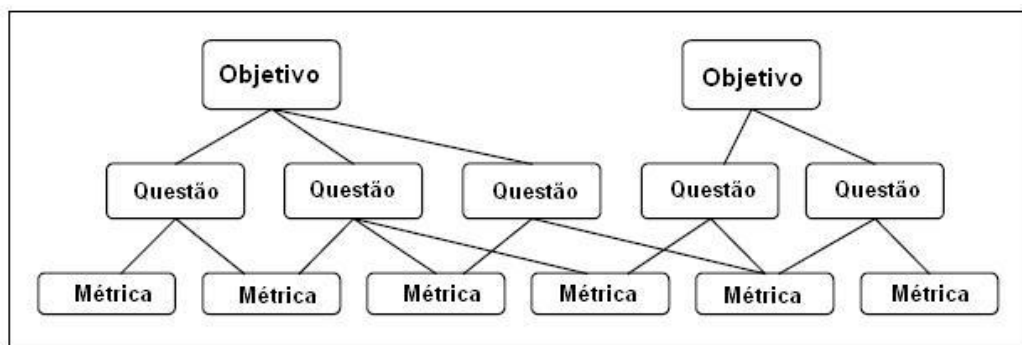 Objetivo Objetivo
Questão Questão Questão Questão Questão
Métrica Métrica Métrica Métrica Métrica Métrica